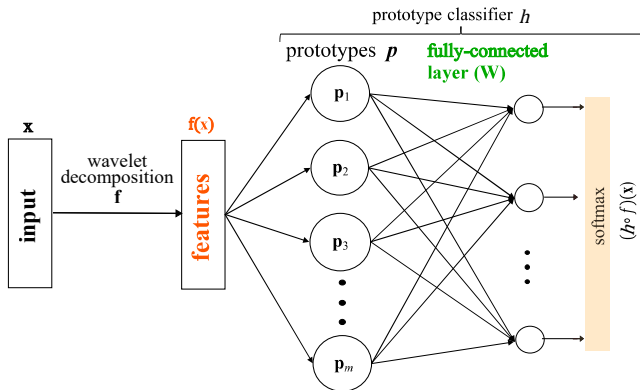 prototype classifier h
prototypes p
fully-connected
layer (W)
x
input
wavelet
decomposition
f
f(x)
features
p1
p2
p3
pm
softmax
(h∘f)(x)